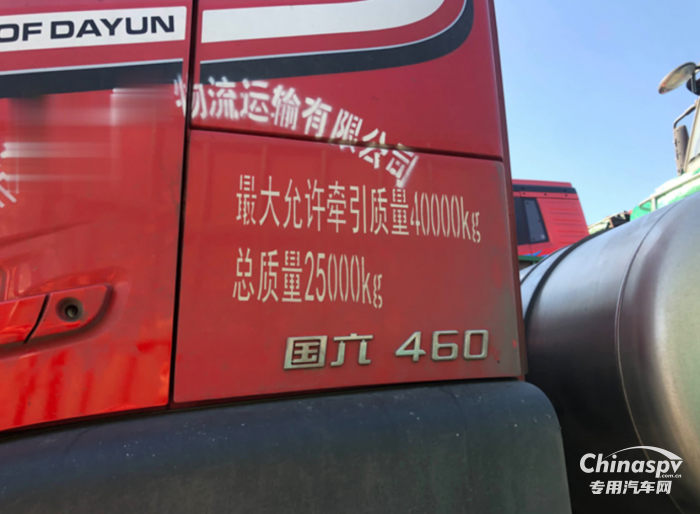 OF DAYUN
物流运输有限公司
最大允许牵引质量40000kg
总质量25000kg
国六 460
Chinaspv
.com.cn
专用汽车网